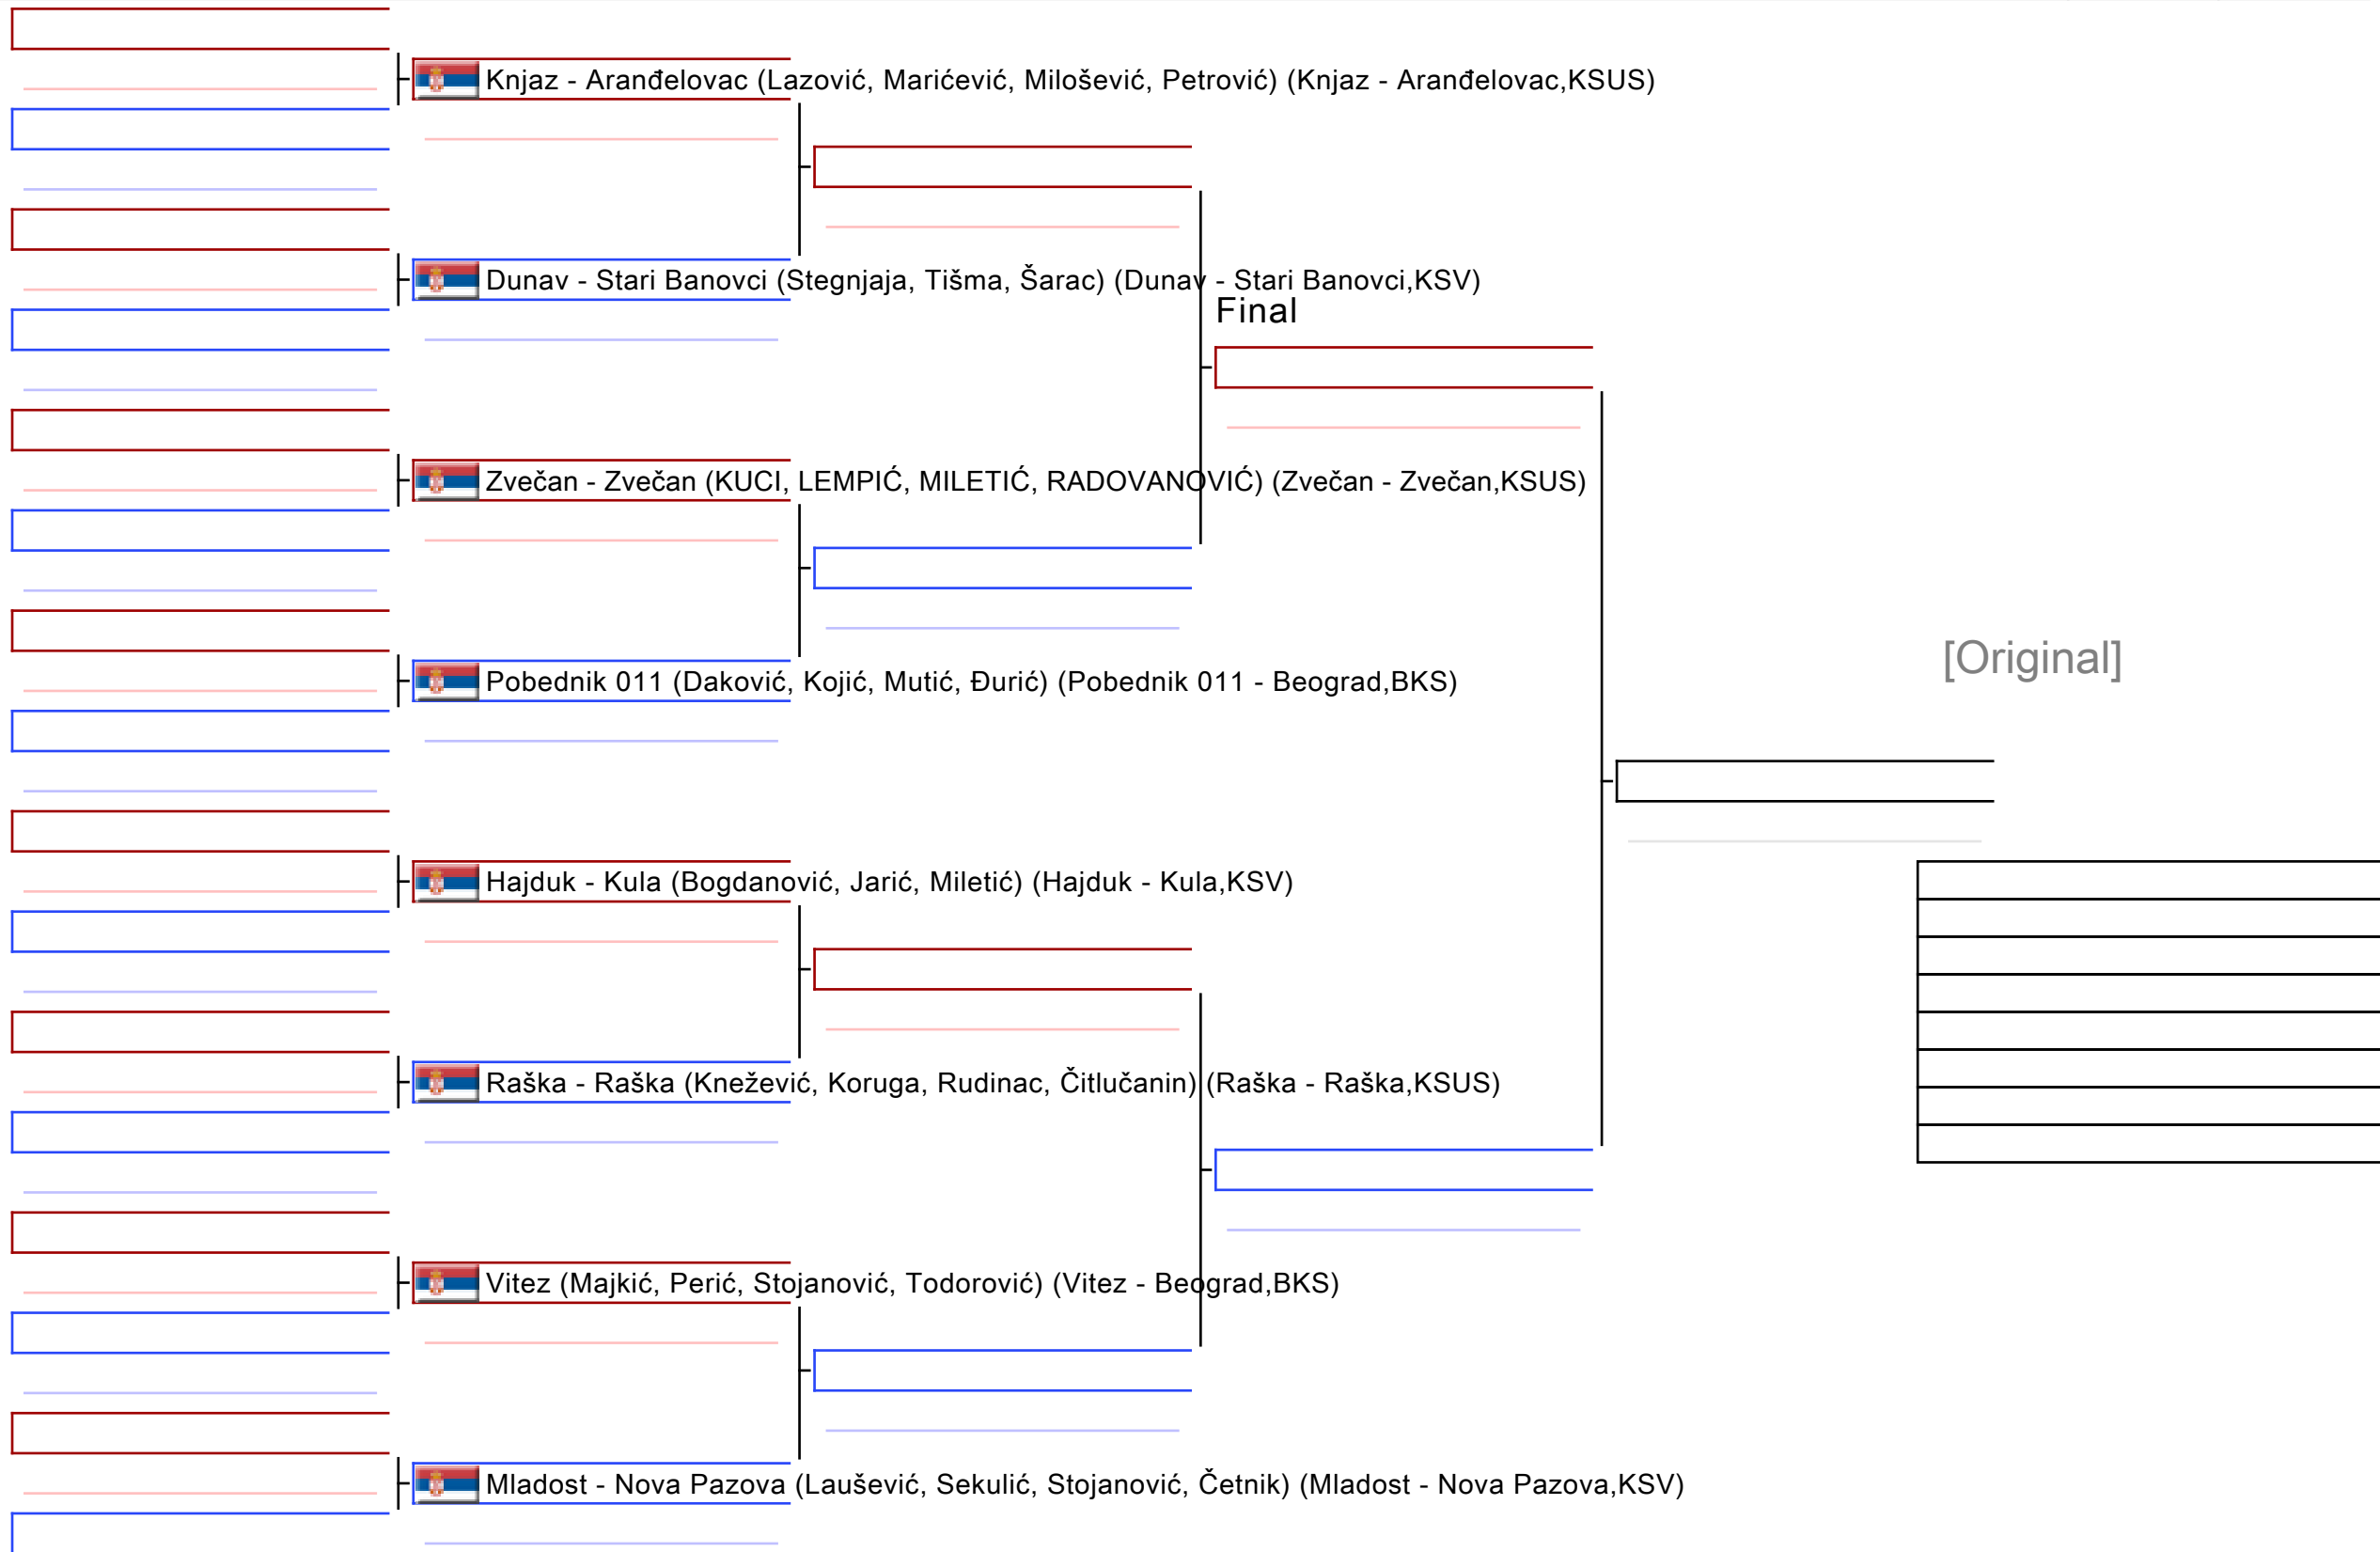 Knjaz - Aranđelovac (Lazović, Marićević, Milošević, Petrović) (Knjaz - Aranđelovac,KSUS)
Dunav - Stari Banovci (Stegnjaja, Tišma, Šarac) (Dunav - Stari Banovci,KSV)
Final
Zvečan - Zvečan (KUCI, LEMPIĆ, MILETIĆ, RADOVANOVIĆ) (Zvečan - Zvečan,KSUS)
[Original]
Pobednik 011 (Daković, Kojić, Mutić, Đurić) (Pobednik 011 - Beograd,BKS)
Hajduk - Kula (Bogdanović, Jarić, Miletić) (Hajduk - Kula,KSV)
Raška - Raška (Knežević, Koruga, Rudinac, Čitlučanin) (Raška - Raška,KSUS)
Vitez (Majkić, Perić, Stojanović, Todorović) (Vitez - Beograd,BKS)
Mladost - Nova Pazova (Laušević, Sekulić, Stojanović, Četnik) (Mladost - Nova Pazova,KSV)